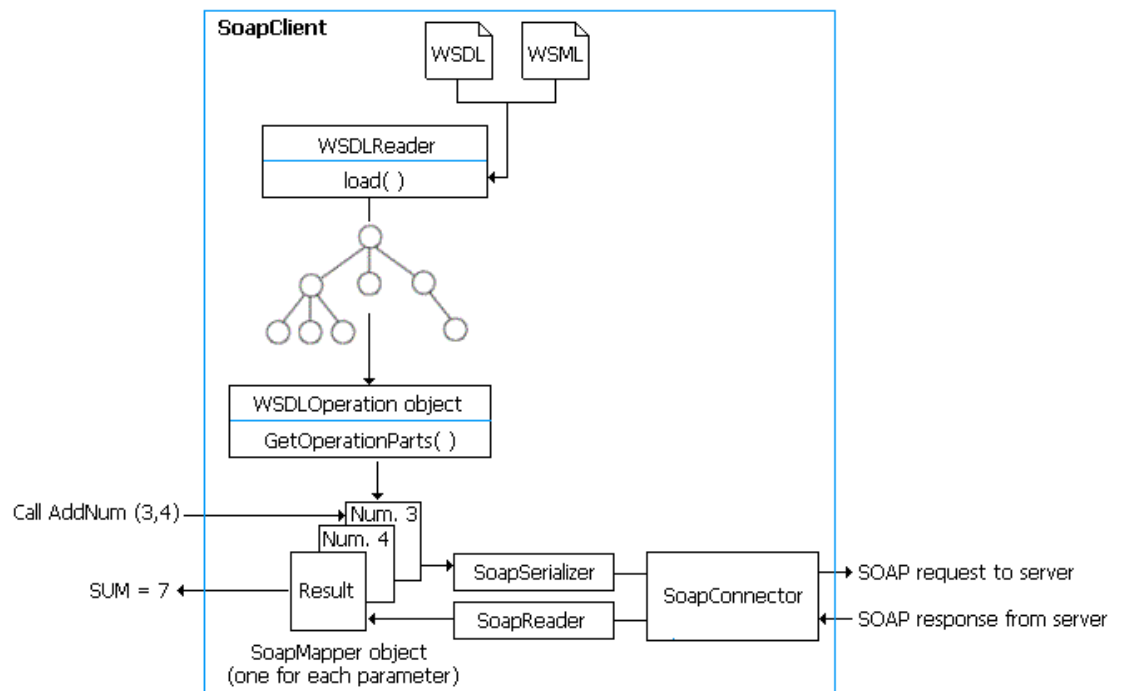 SoapClient
WSDL
WSML
WSDLReader
load( )
WSDLOperation object
GetOperationParts( )
Call AddNum (3,4)
Num. 3
Num. 4
Result
SUM = 7
SoapSerializer
SoapReader
SoapConnector
SOAP request to server
SOAP response from server
SoapMapper object
(one for each parameter)